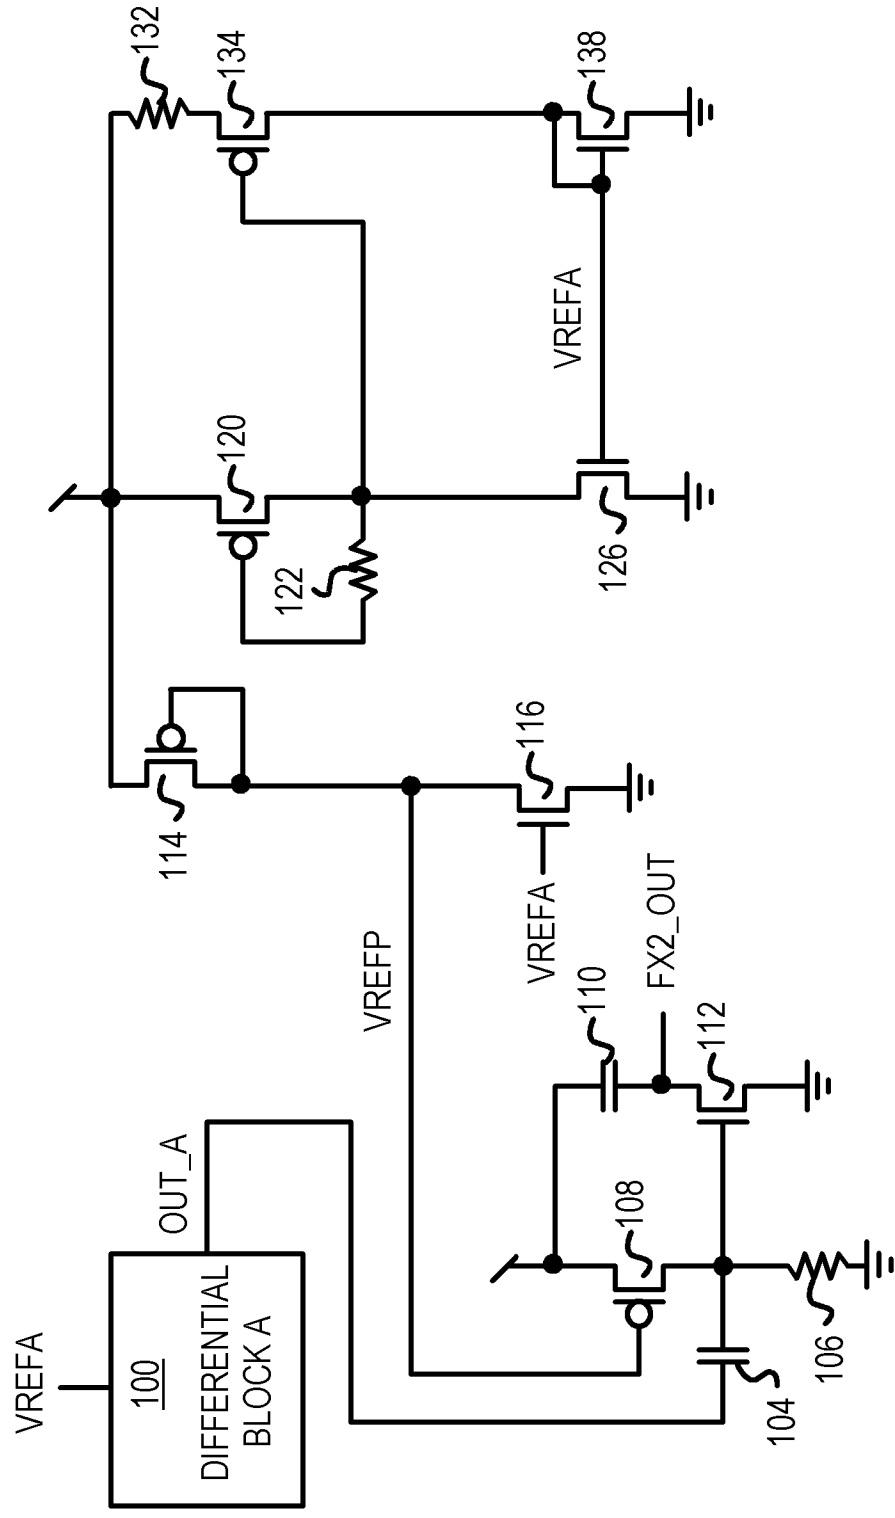 VREFA
100
DIFFERENTIAL
BLOCK A
OUT_A
104
106
108
110
112
FX2_OUT
VREFP
114
116
VREFA
120
122
126
VREFA
132
134
138